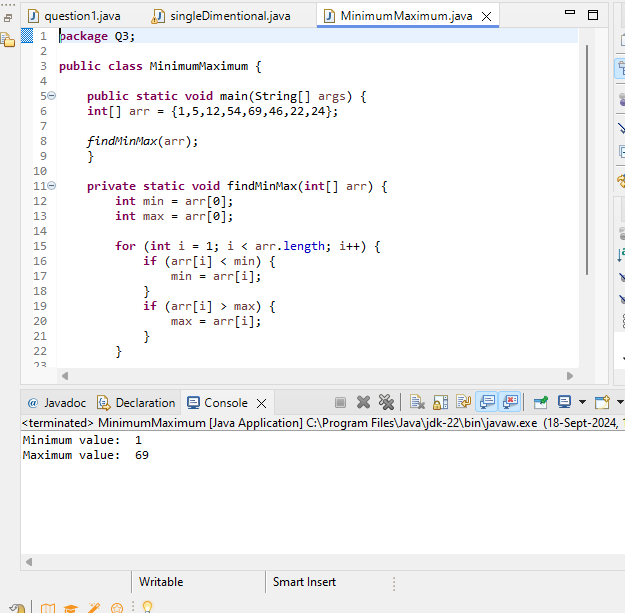 question1.java singleDimentional.java MinimumMaximum.java
1 package Q3;
2
3 public class MinimumMaximum {
4
5 public static void main(String[] args) {
6 int[] arr = {1,5,12,54,69,46,22,24};
7
8 findMinMax(arr);
9 }
10
11 private static void findMinMax(int[] arr) {
12 int min = arr[0];
13 int max = arr[0];
14
15 for (int i = 1; i < arr.length; i++) {
16 if (arr[i] < min) {
17 min = arr[i];
18 }
19 if (arr[i] > max) {
20 max = arr[i];
21 }
22 }
23
@ Javadoc Declaration Console
<terminated> MinimumMaximum [Java Application] C:\Program Files\Java\jdk-22\bin\javaw.exe (18-Sept-2024, 1
Minimum value: 1
Maximum value: 69
Writable Smart Insert